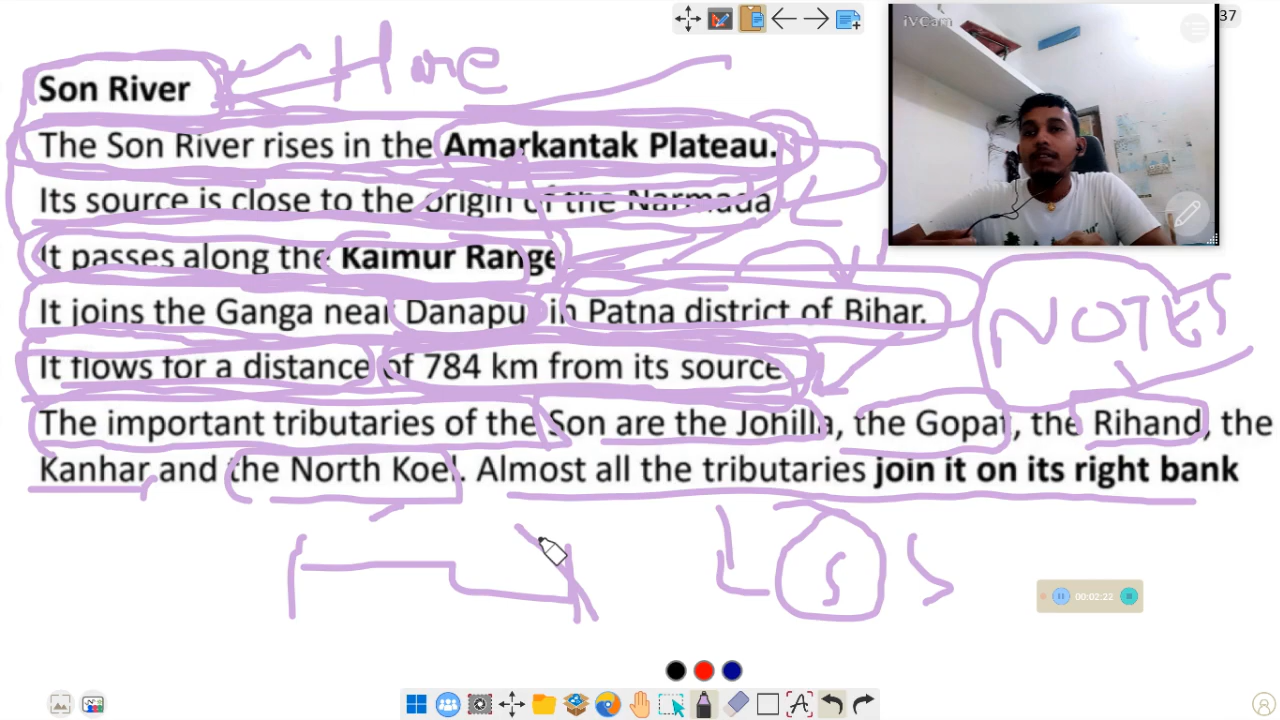 37
iVCam
Hare
Son River
The Son River rises in the Amarkantak Plateau.
Its source is close to the origin of the Narmada
It passes along the Kaimur Range
It joins the Ganga near Danapur in Patna district of Bihar.
NOTES
It flows for a distance of 784 km from its source
The important tributaries of the Son are the Johilla, the Gopat, the Rihand, the
Kanhar and the North Koel. Almost all the tributaries join it on its right bank
L S S
00:02:22